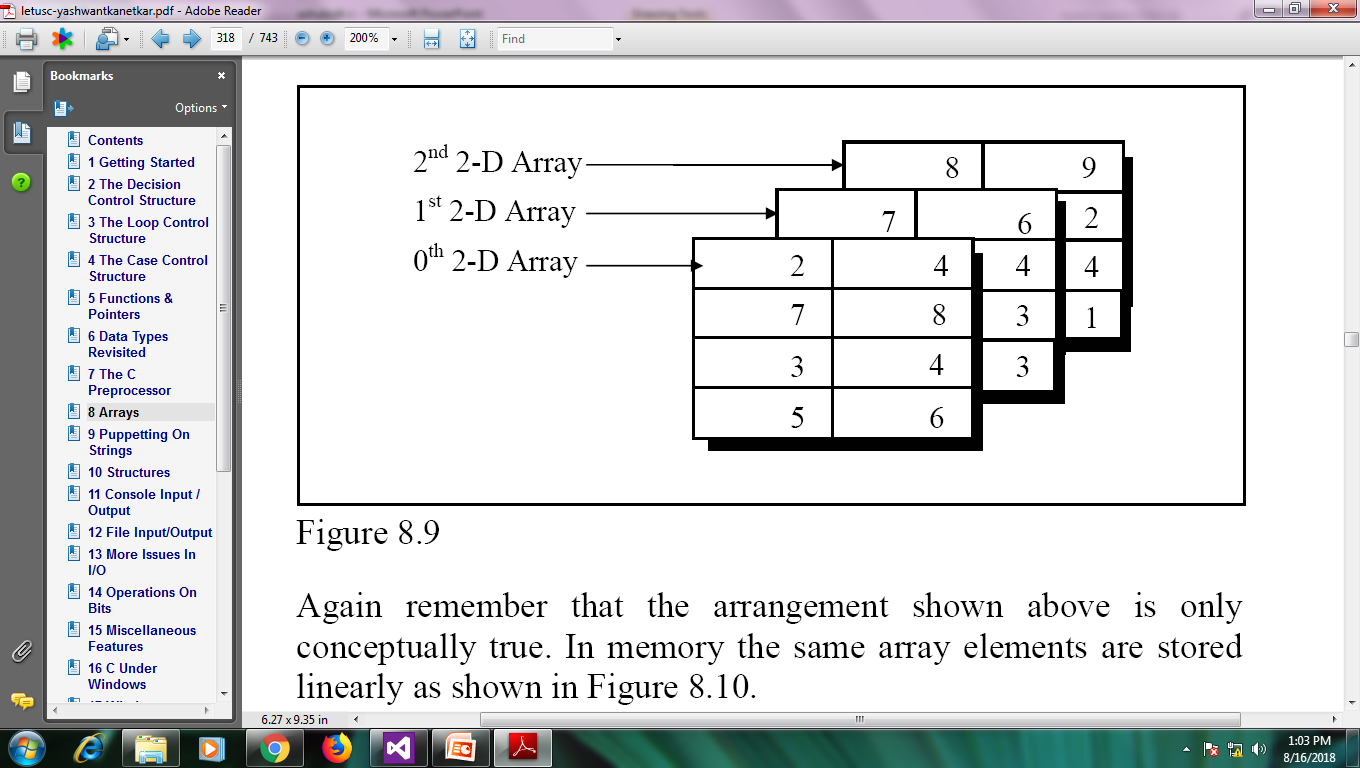 letusc-yashwantkanetkar.pdf - Adobe Reader
318 / 743 200% Find
Bookmarks
Options
Contents
1 Getting Started
2 The Decision
Control Structure
3 The Loop Control
Structure
4 The Case Control
Structure
5 Functions &
Pointers
6 Data Types
Revisited
7 The C
Preprocessor
8 Arrays
9 Puppetting On
Strings
10 Structures
11 Console Input /
Output
12 File Input/Output
13 More Issues In
I/O
14 Operations On
Bits
15 Miscellaneous
Features
16 C Under
Windows
2nd 2-D Array 8 9
1st 2-D Array 7 6 2
0th 2-D Array 2 4 4 4
7 8 3 1
3 4 3
5 6
Figure 8.9
Again remember that the arrangement shown above is only
conceptually true. In memory the same array elements are stored
linearly as shown in Figure 8.10.
6.27 x 9.35 in
1:03 PM
8/16/2018